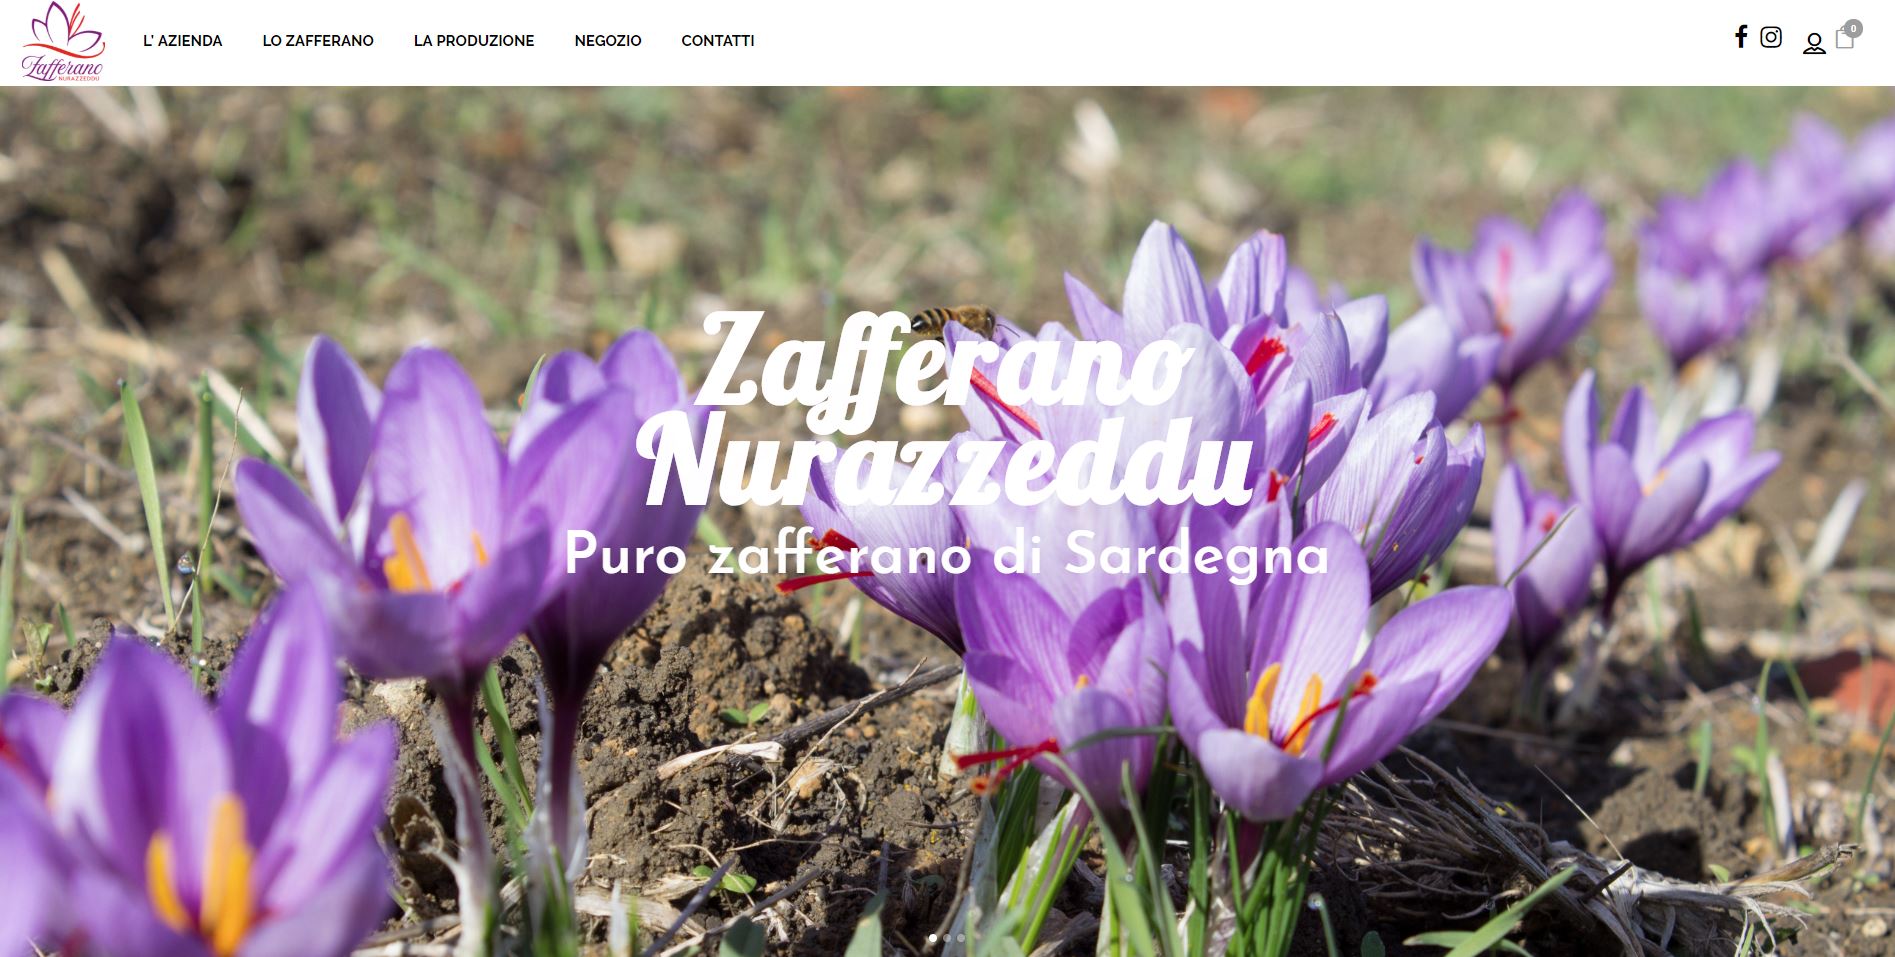 Zafferano
NURAZZEDDU
L' AZIENDA
LO ZAFFERANO
LA PRODUZIONE
NEGOZIO
CONTATTI
0
Zafferano
Nurazzeddu
Puro zafferano di Sardegna